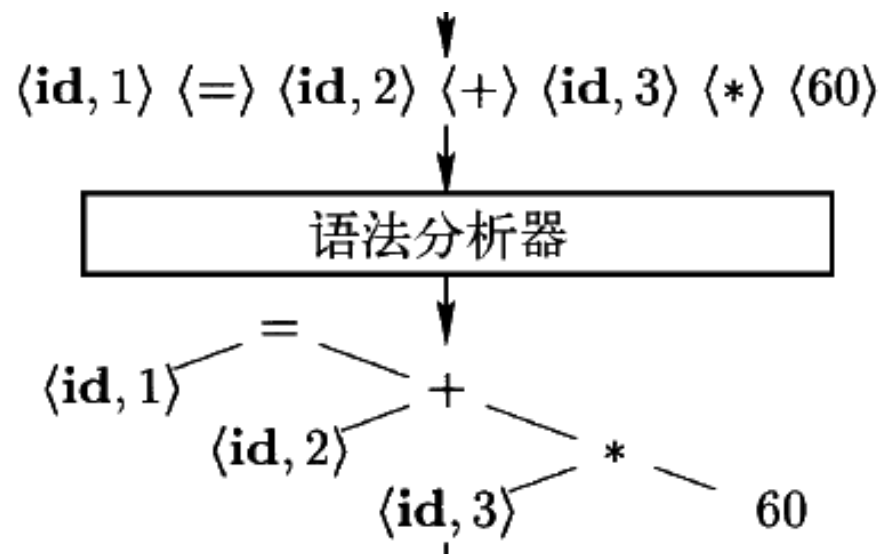 ⟨id, 1⟩ ⟨=⟩ ⟨id, 2⟩ ⟨+⟩ ⟨id, 3⟩ ⟨*⟩ ⟨60⟩
语法分析器
=
⟨id, 1⟩ +
⟨id, 2⟩ *
⟨id, 3⟩ 60